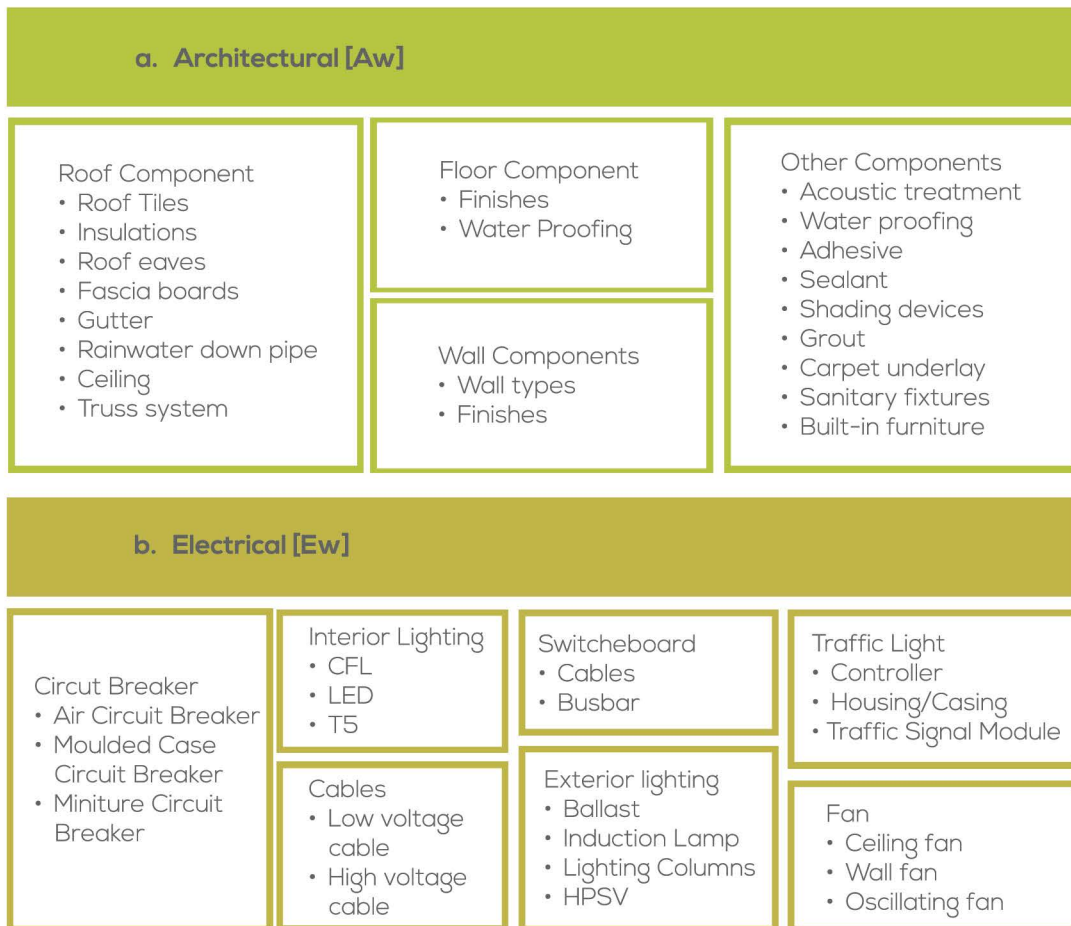 a. Architectural [Aw]
Roof Component
• Roof Tiles
• Insulations
• Roof eaves
• Fascia boards
• Gutter
• Rainwater down pipe
• Ceiling
• Truss system
Floor Component
• Finishes
• Water Proofing
Wall Components
• Wall types
• Finishes
Other Components
• Acoustic treatment
• Water proofing
• Adhesive
• Sealant
• Shading devices
• Grout
• Carpet underlay
• Sanitary fixtures
• Built-in furniture
b. Electrical [Ew]
Circut Breaker
• Air Circuit Breaker
• Moulded Case
Circuit Breaker
• Miniture Circuit
Breaker
Interior Lighting
• CFL
• LED
• T5
Cables
• Low voltage
cable
• High voltage
cable
Switcheboard
• Cables
• Busbar
Exterior lighting
• Ballast
• Induction Lamp
• Lighting Columns
• HPSV
Traffic Light
• Controller
• Housing/Casing
• Traffic Signal Module
Fan
• Ceiling fan
• Wall fan
• Oscillating fan